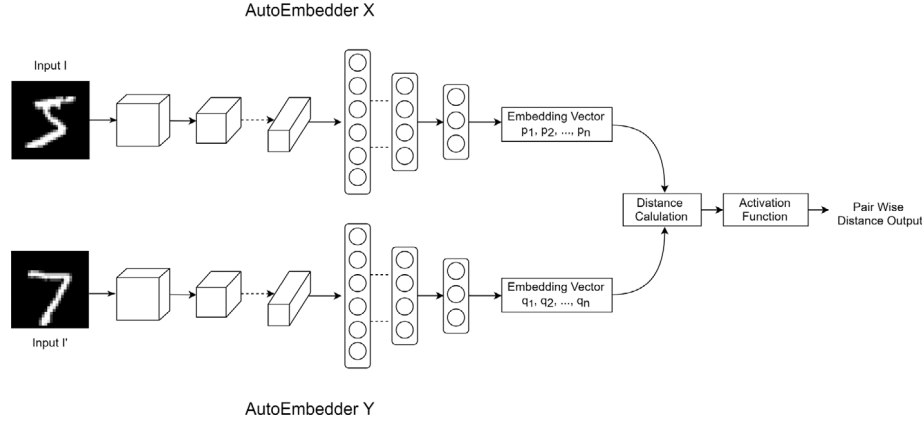 AutoEmbedder X
Input I
Embedding Vector
p1, p2, ..., pn
Distance
Calulation
Activation
Function
Pair Wise
Distance Output
Embedding Vector
q1, q2, ..., qn
Input I'
AutoEmbedder Y